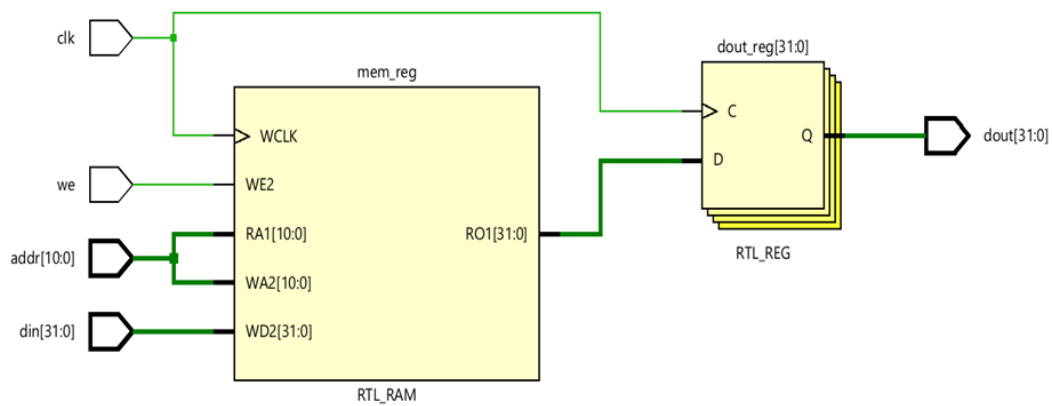 clk
we
addr[10:0]
din[31:0]
mem_reg
WCLK
WE2
RA1[10:0]
WA2[10:0]
WD2[31:0]
RO1[31:0]
RTL_RAM
dout_reg[31:0]
C
D
Q
RTL_REG
dout[31:0]